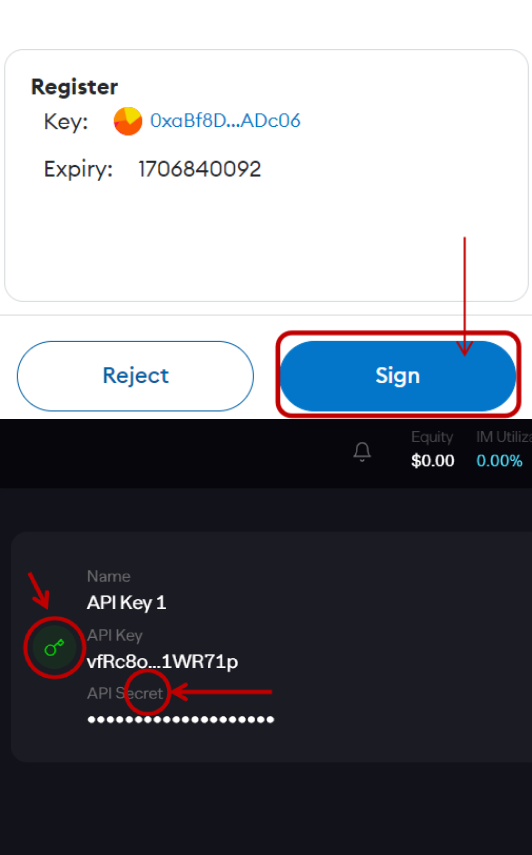 Register
Key: 0xaBf8D...ADc06
Expiry: 1706840092
Reject Sign
Equity IM Utiliza
$0.00 0.00%
Name
API Key 1
API Key
vfRc8o...1WR71p
API Secret
••••••••••••••••••••